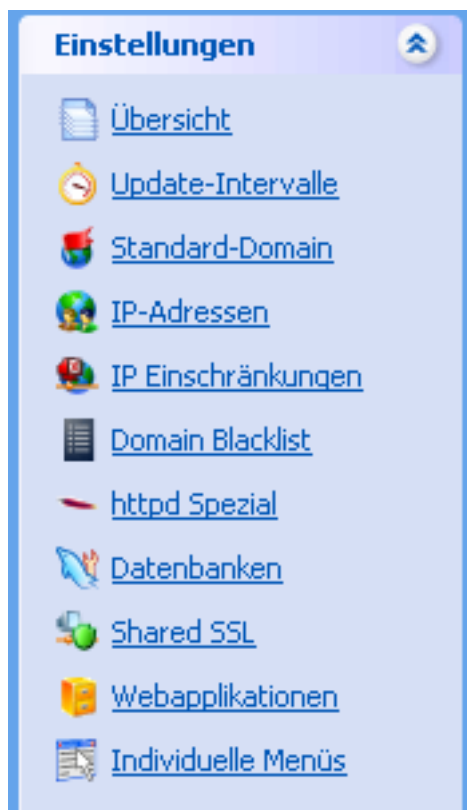 Einstellungen
Übersicht
Update-Intervalle
Standard-Domain
IP-Adressen
IP Einschränkungen
Domain Blacklist
httpd Spezial
Datenbanken
Shared SSL
Webapplikationen
Individuelle Menüs